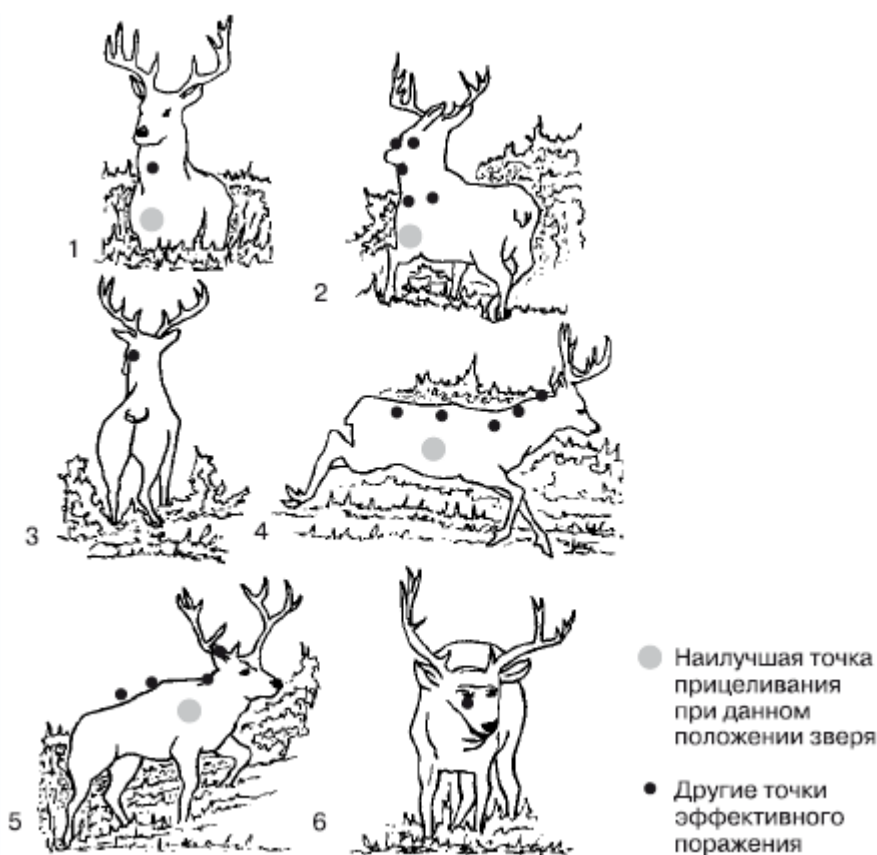 1
2
3
4
5
6
Наилучшая точка
прицеливания
при данном
положении зверя
Другие точки
эффективного
поражения